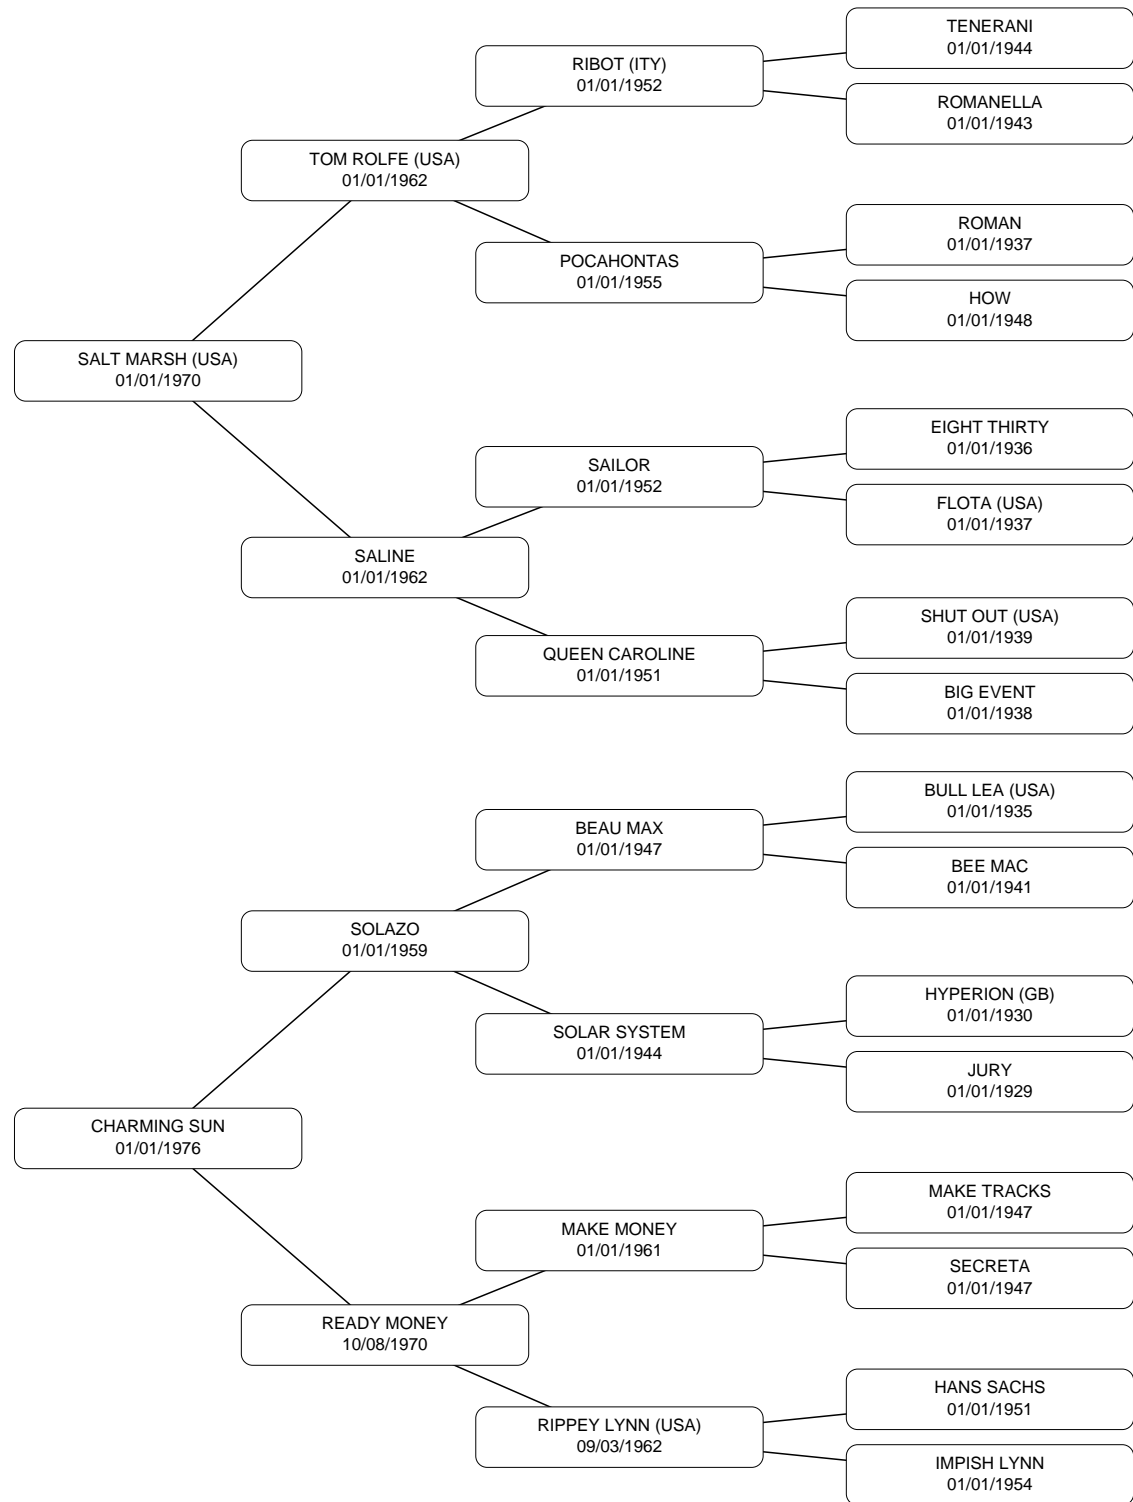 TENERANI
01/01/1944
RIBOT (ITY)
01/01/1952
ROMANELLA
01/01/1943
TOM ROLFE (USA)
01/01/1962
ROMAN
01/01/1937
POCAHONTAS
01/01/1955
HOW
01/01/1948
SALT MARSH (USA)
01/01/1970
EIGHT THIRTY
01/01/1936
SAILOR
01/01/1952
FLOTA (USA)
01/01/1937
SALINE
01/01/1962
SHUT OUT (USA)
01/01/1939
QUEEN CAROLINE
01/01/1951
BIG EVENT
01/01/1938
BULL LEA (USA)
01/01/1935
BEAU MAX
01/01/1947
BEE MAC
01/01/1941
SOLAZO
01/01/1959
HYPERION (GB)
01/01/1930
SOLAR SYSTEM
01/01/1944
JURY
01/01/1929
CHARMING SUN
01/01/1976
MAKE TRACKS
01/01/1947
MAKE MONEY
01/01/1961
SECRETA
01/01/1947
READY MONEY
10/08/1970
HANS SACHS
01/01/1951
RIPPEY LYNN (USA)
09/03/1962
IMPISH LYNN
01/01/1954